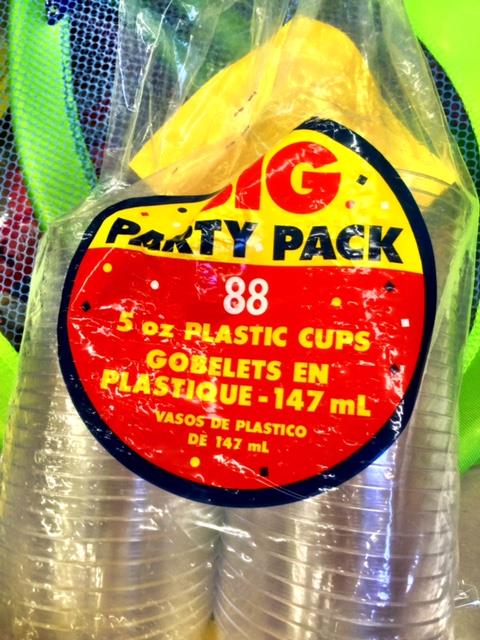 BIG
PARTY PACK
88
5 oz PLASTIC CUPS
GOBELETS EN
PLASTIQUE - 147 mL
VASOS DE PLASTICO
DE 147 mL